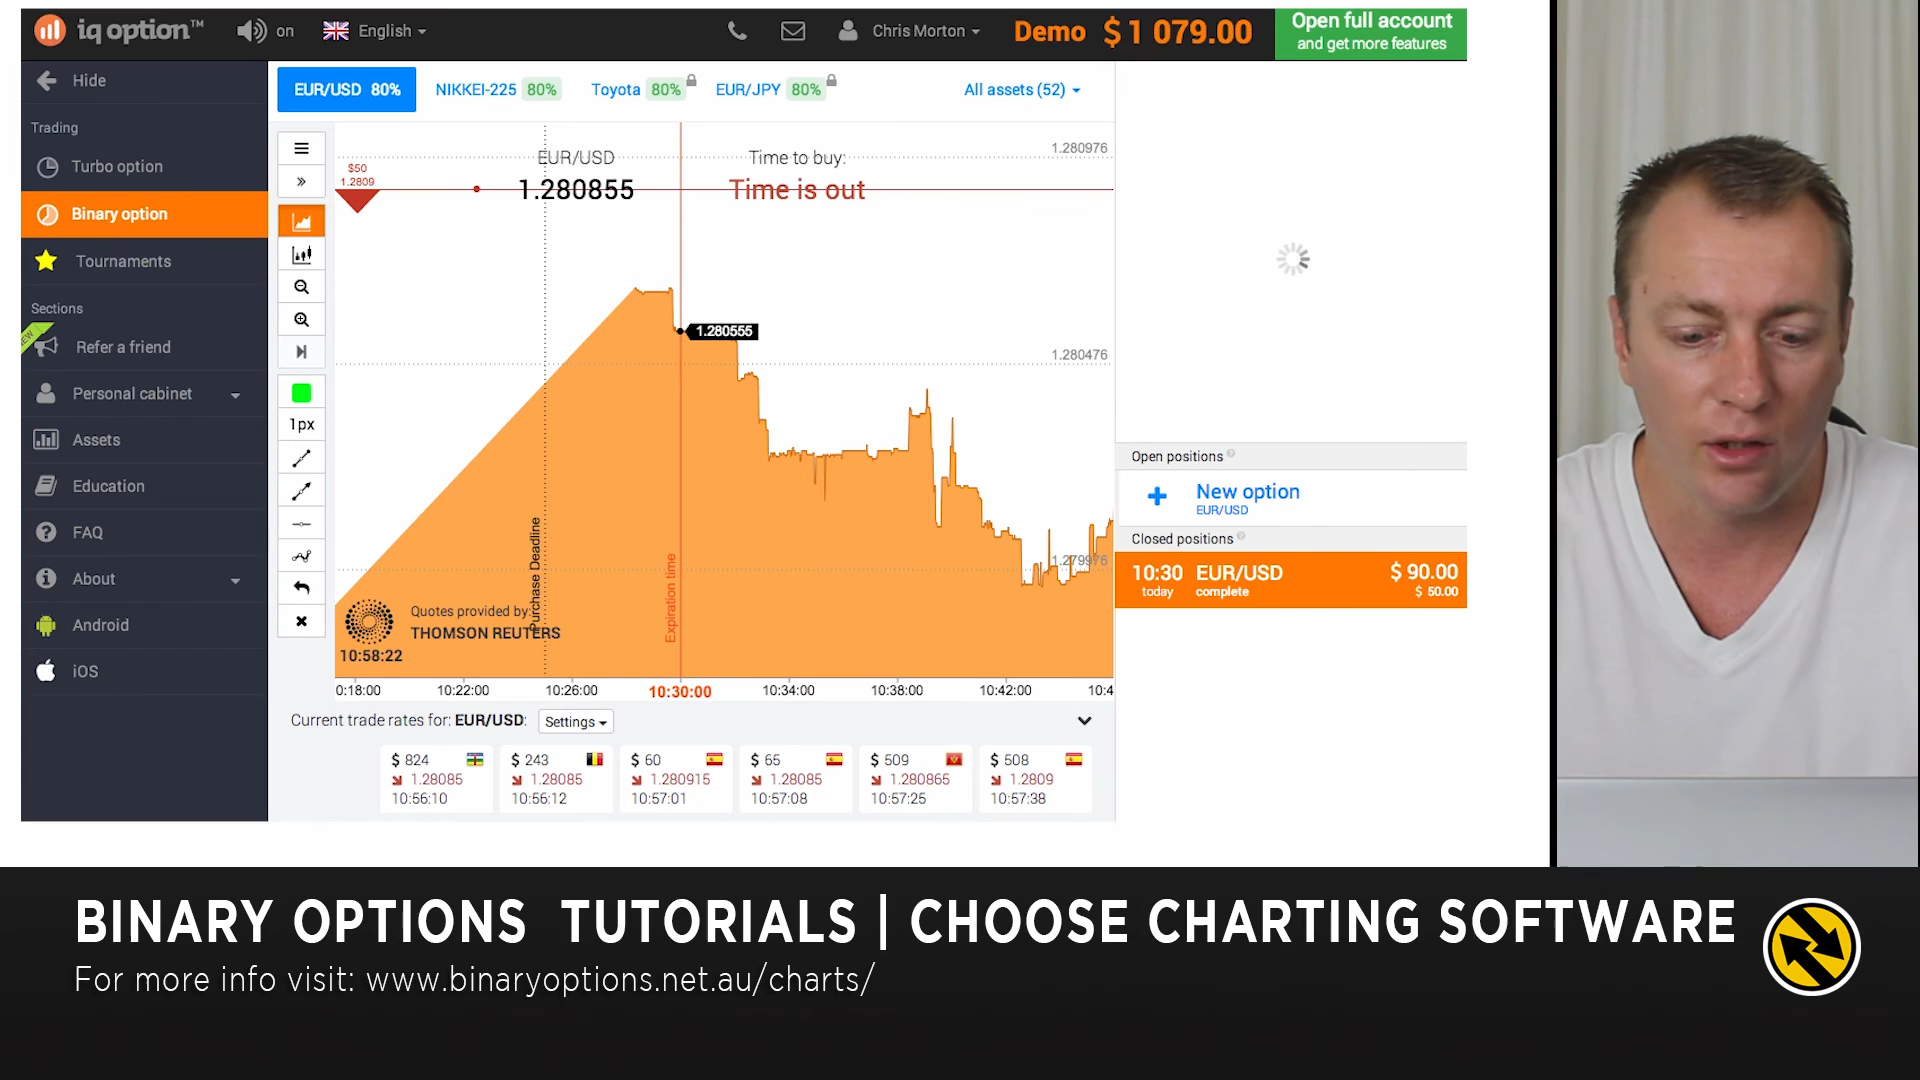 iq option™
on
English
Chris Morton
Demo $ 1 079.00
Open full account
and get more features
Hide
Trading
Turbo option
Binary option
Tournaments
Sections
NEW
Refer a friend
Personal cabinet
Assets
Education
FAQ
About
Android
iOS
EUR/USD 80%
NIKKEI-225 80%
Toyota 80%
EUR/JPY 80%
All assets (52)
1px
$50
1.2809
EUR/USD
1.280855
Time to buy:
Time is out
1.280976
1.280555
1.280476
1.279976
Purchase Deadline
Expiration time
Quotes provided by:
THOMSON REUTERS
10:58:22
0:18:00
10:22:00
10:26:00
10:30:00
10:34:00
10:38:00
10:42:00
10:4
Open positions
New option
EUR/USD
Closed positions
10:30 EUR/USD $ 90.00
today complete $ 50.00
Current trade rates for: EUR/USD: Settings
$ 824
1.28085
10:56:10
$ 243
1.28085
10:56:12
$ 60
1.280915
10:57:01
$ 65
1.28085
10:57:08
$ 509
1.280865
10:57:25
$ 508
1.2809
10:57:38
BINARY OPTIONS TUTORIALS | CHOOSE CHARTING SOFTWARE
For more info visit: www.binaryoptions.net.au/charts/